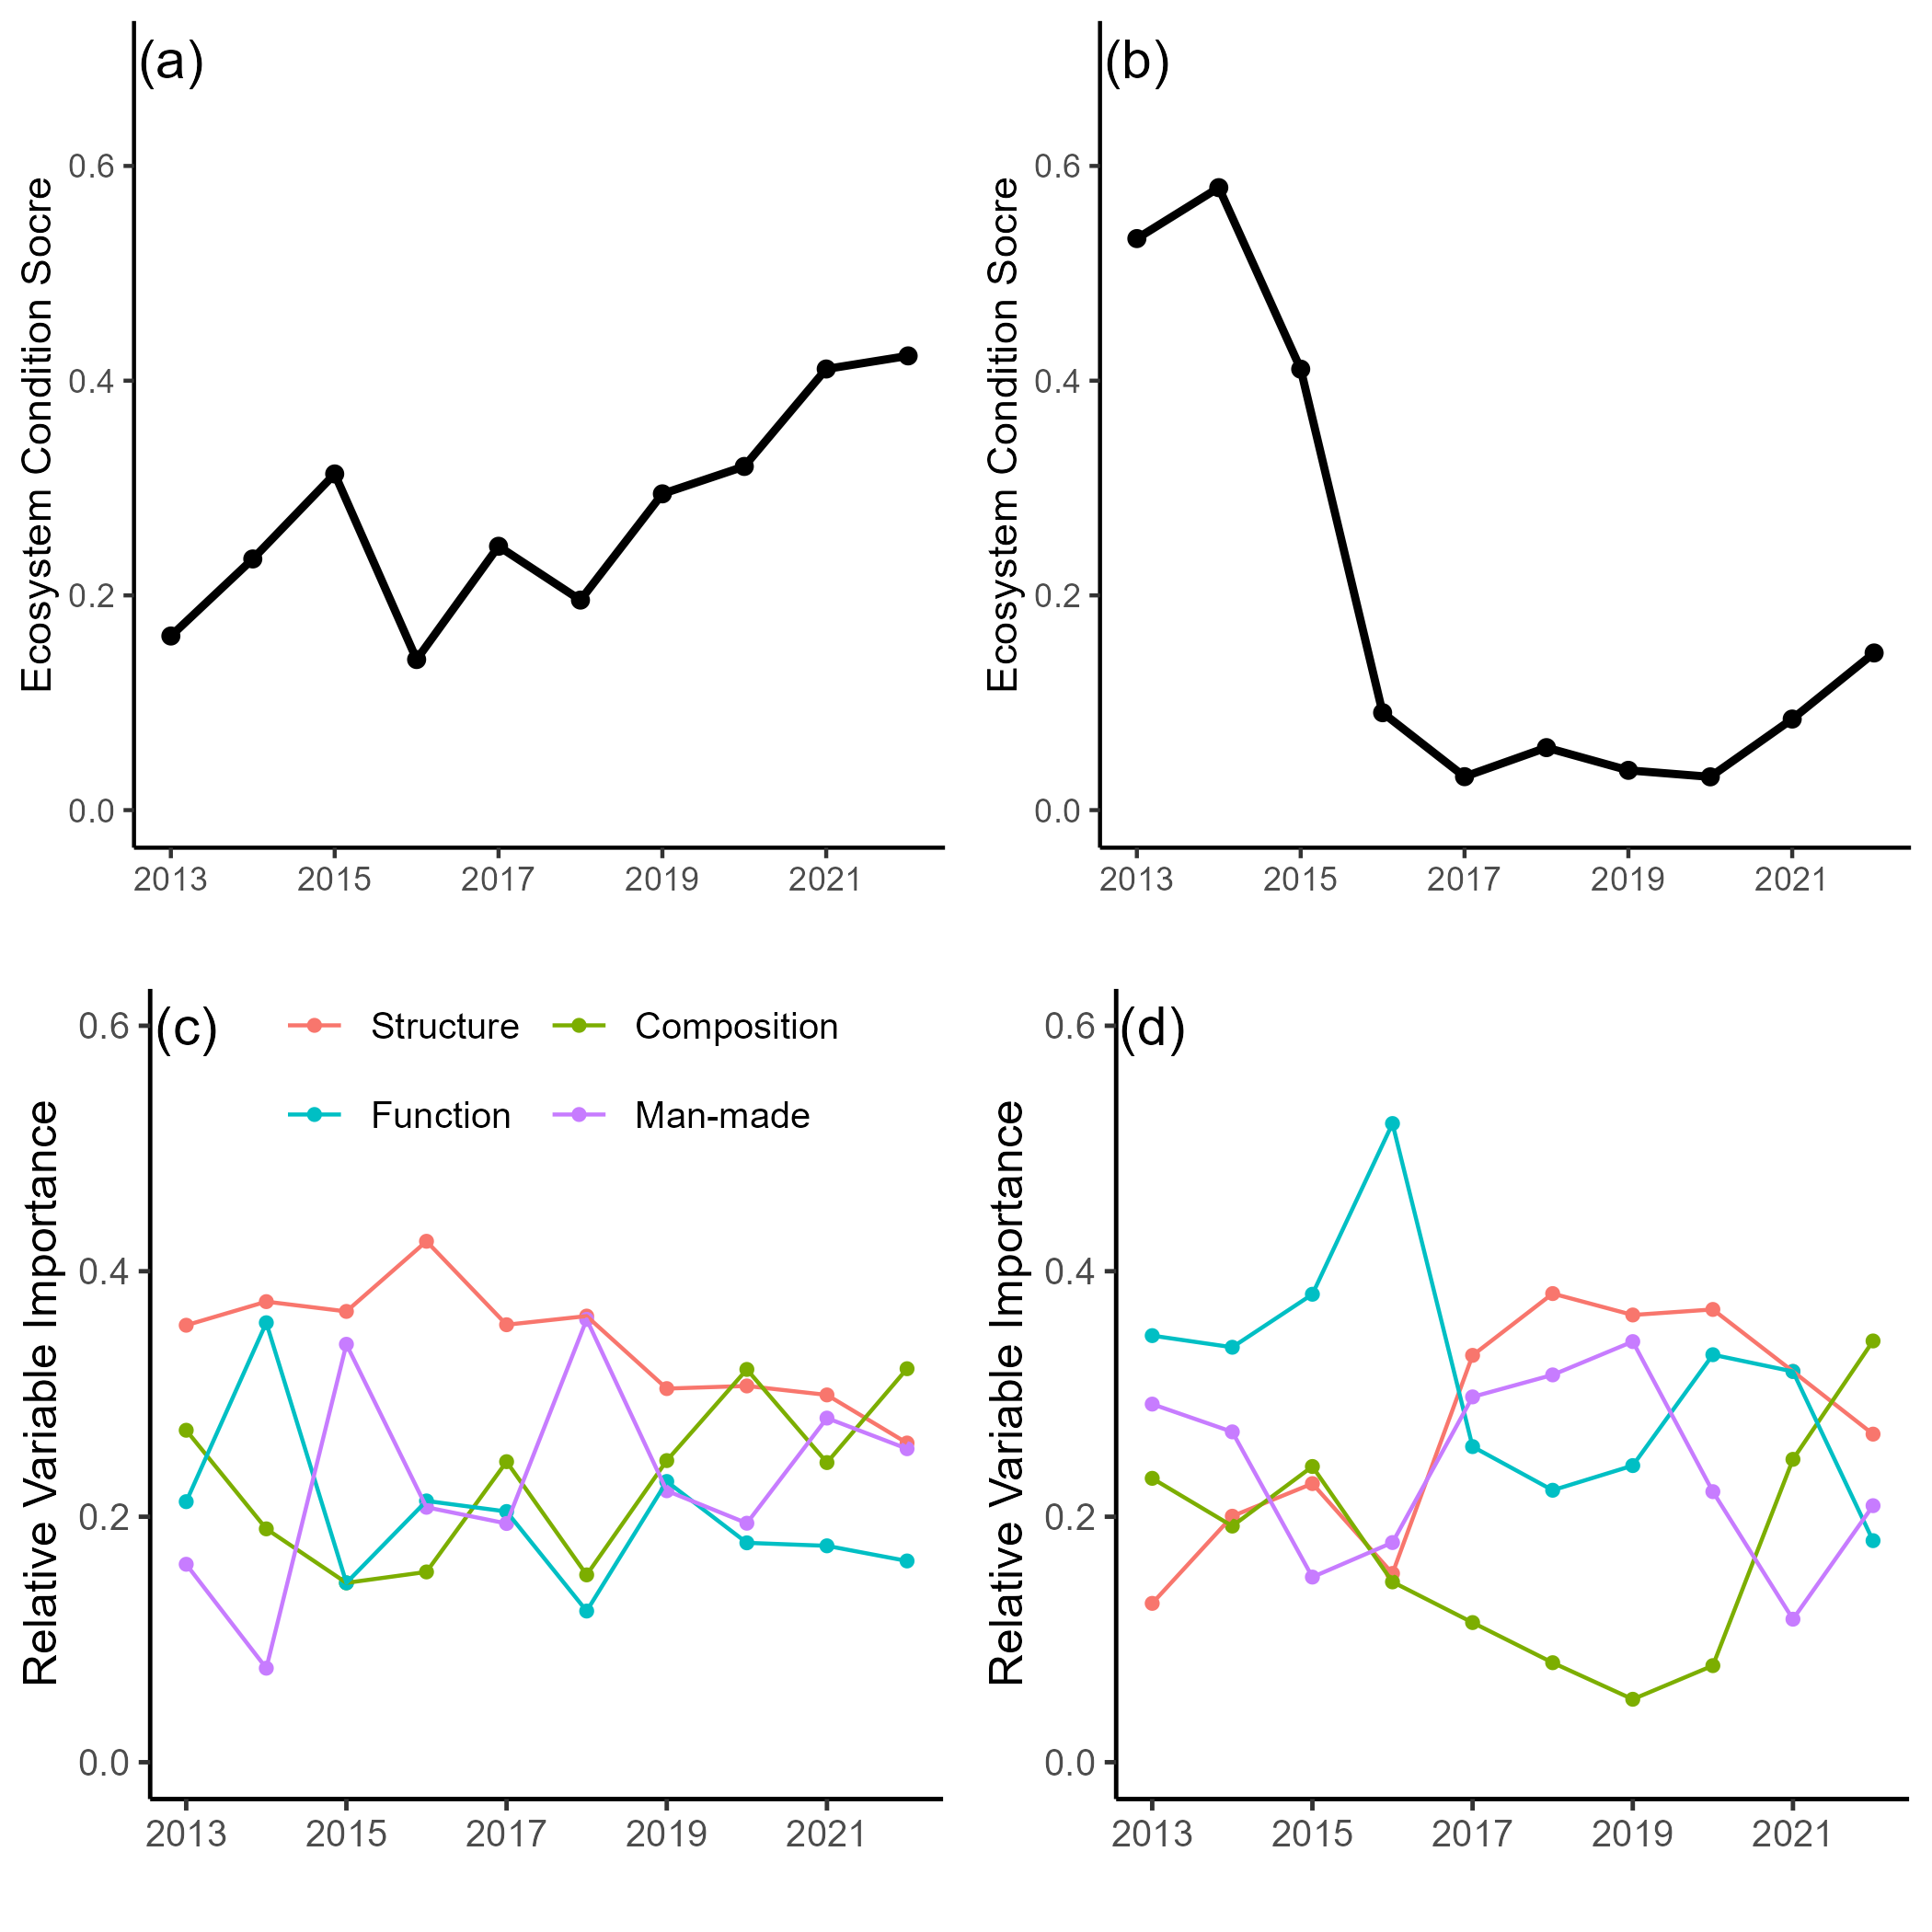 (a)
Ecosystem Condition Socre
0.6
0.4
0.2
0.0
2013 2015 2017 2019 2021
(b)
Ecosystem Condition Socre
0.6
0.4
0.2
0.0
2013 2015 2017 2019 2021
(c)
Structure Composition
Function Man-made
Relative Variable Importance
0.6
0.4
0.2
0.0
2013 2015 2017 2019 2021
(d)
Relative Variable Importance
0.6
0.4
0.2
0.0
2013 2015 2017 2019 2021